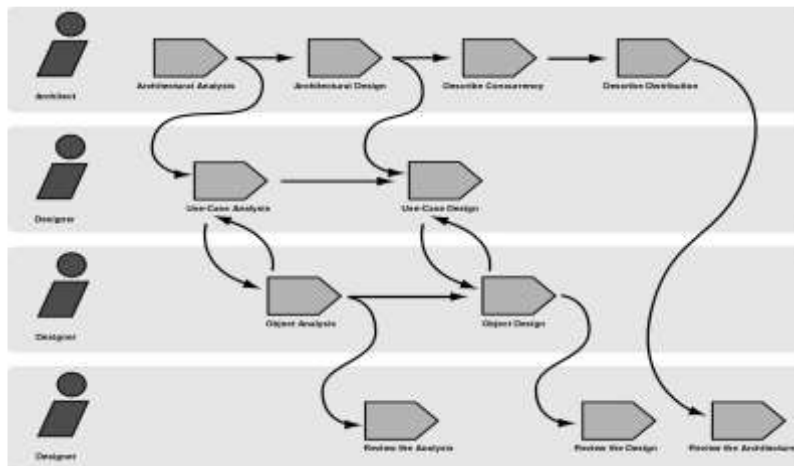 Architectural Analysis
Architectural Design
Describe Concurrency
Describe Distribution
Architect
Use-Case Analysis
Use-Case Design
Designer
Object Analysis
Object Design
Designer
Review the Analysis
Review the Design
Review the Architecture
Designer